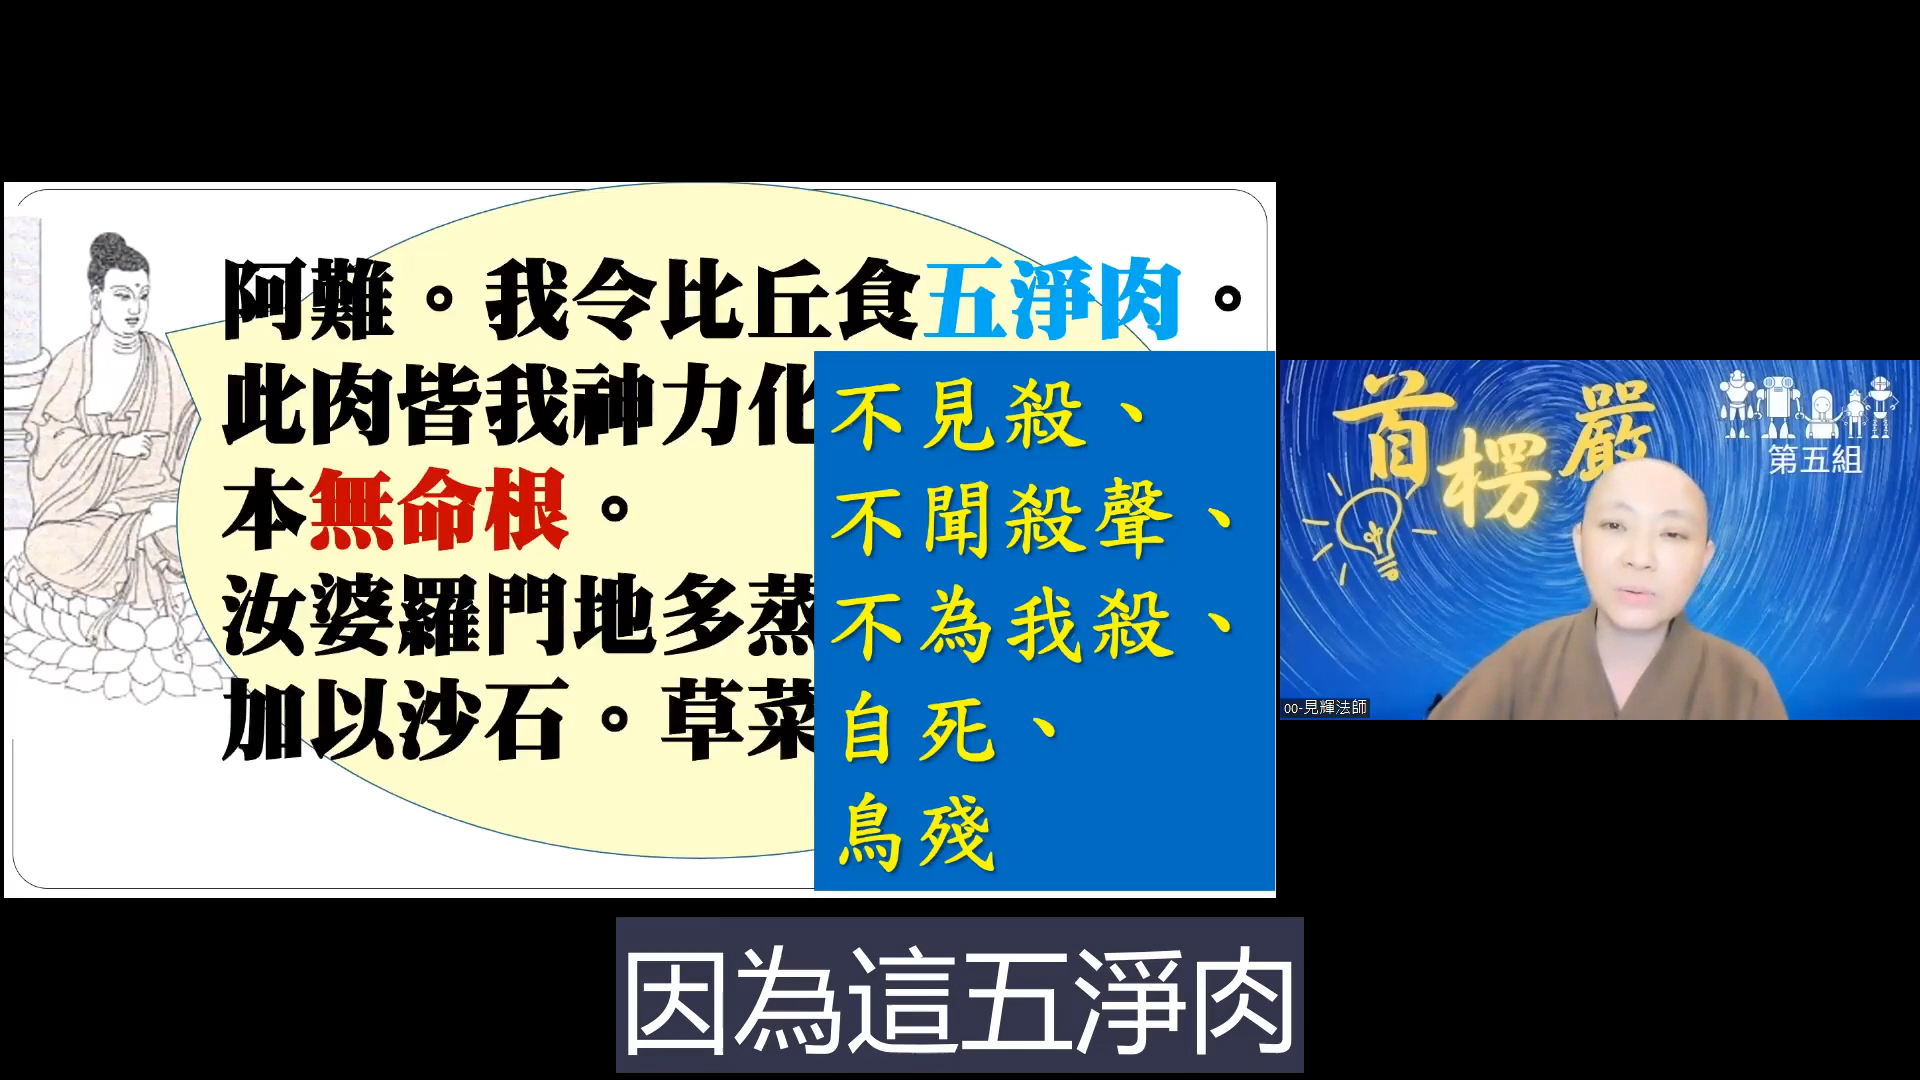 阿難。我令比丘食五淨肉。
此肉皆我神力化
本無命根。
汝婆羅門地多蒸
加以沙石。草菜
不見殺、
不聞殺聲、
不為我殺、
自死、
鳥殘
首楞嚴
第五組
00-見輝法師
因為這五淨肉